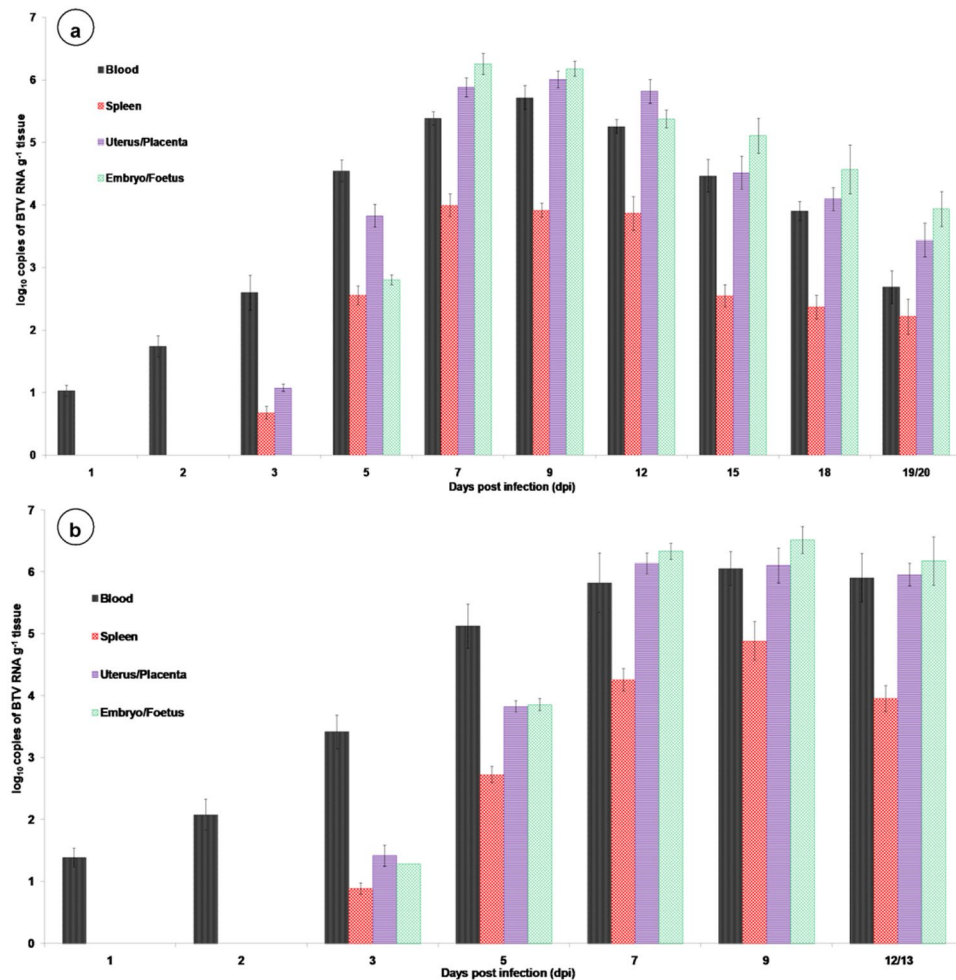 a
7
6
5
4
3
2
1
0
log10 copies of BTV RNA g-1 tissue
Blood
Spleen
Uterus/Placenta
Embryo/Foetus
1 2 3 5 7 9 12 15 18 19/20
Days post infection (dpi)
b
7
6
5
4
3
2
1
0
log10 copies of BTV RNA g-1 tissue
Blood
Spleen
Uterus/Placenta
Embryo/Foetus
1 2 3 5 7 9 12/13
Days post infection (dpi)